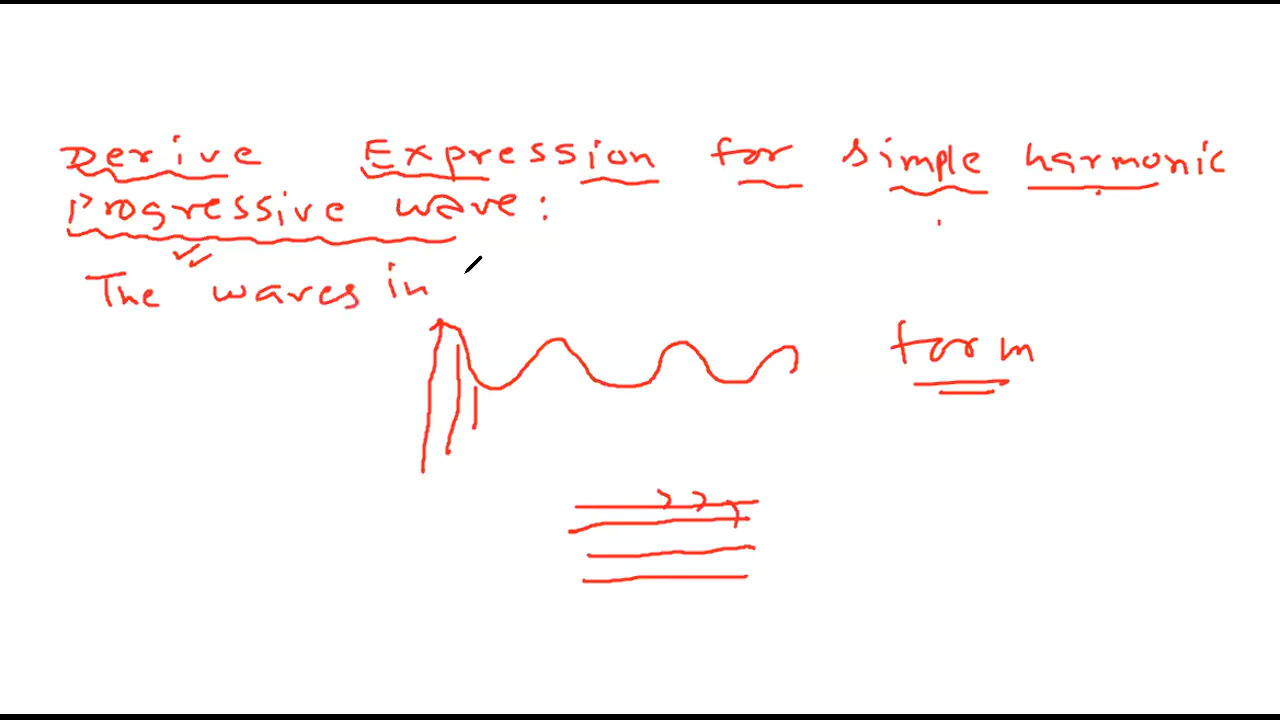 Derive Expression for simple harmonic
Progressive wave:
The waves in
form